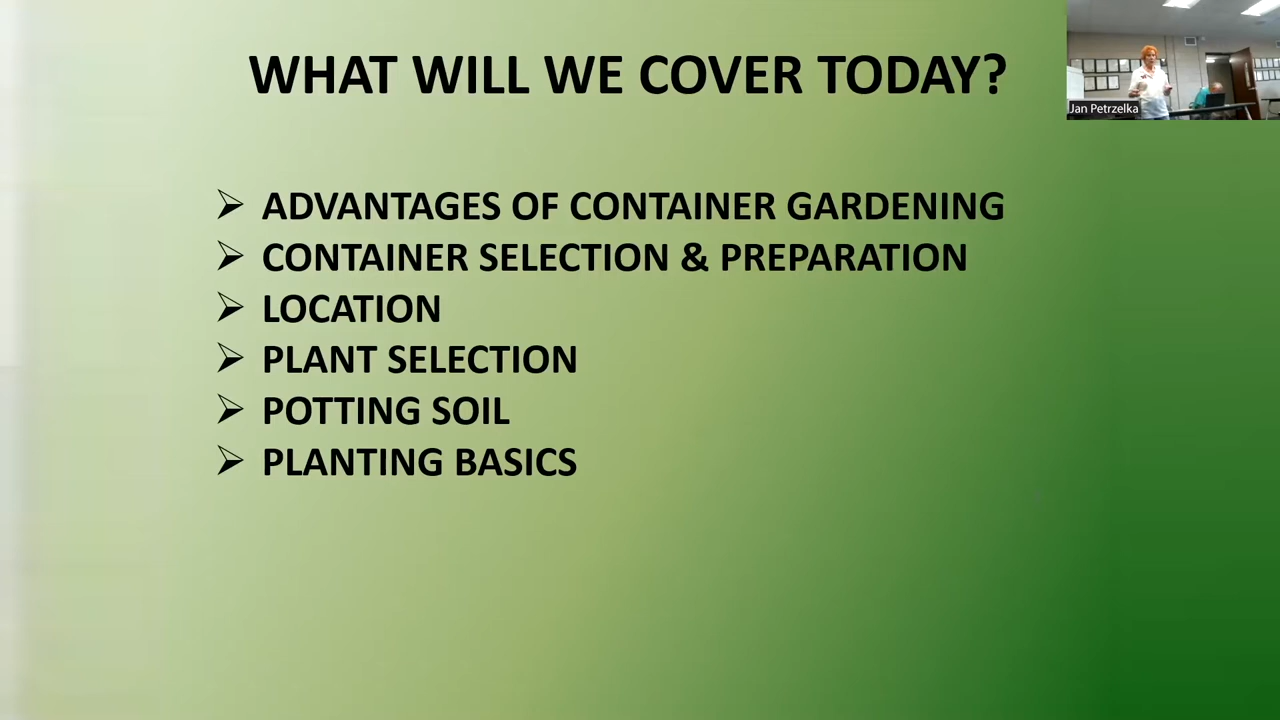 WHAT WILL WE COVER TODAY?
Jan Petrzelka
ADVANTAGES OF CONTAINER GARDENING
CONTAINER SELECTION & PREPARATION
LOCATION
PLANT SELECTION
POTTING SOIL
PLANTING BASICS